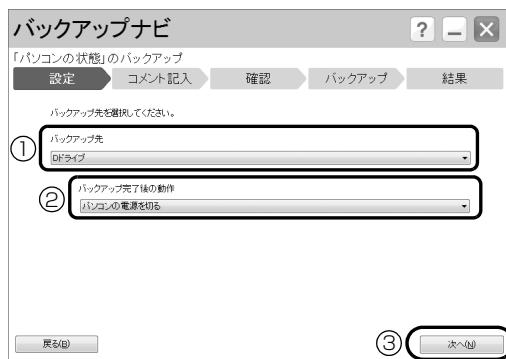 バックアップナビ
?
「パソコンの状態」のバックアップ
設定 コメント記入 確認 バックアップ 結果
バックアップ先を選択してください。
① バックアップ先
Dドライブ
② バックアップ完了後の動作
パソコンの電源を切る
戻る(B) ③ 次へ(N)